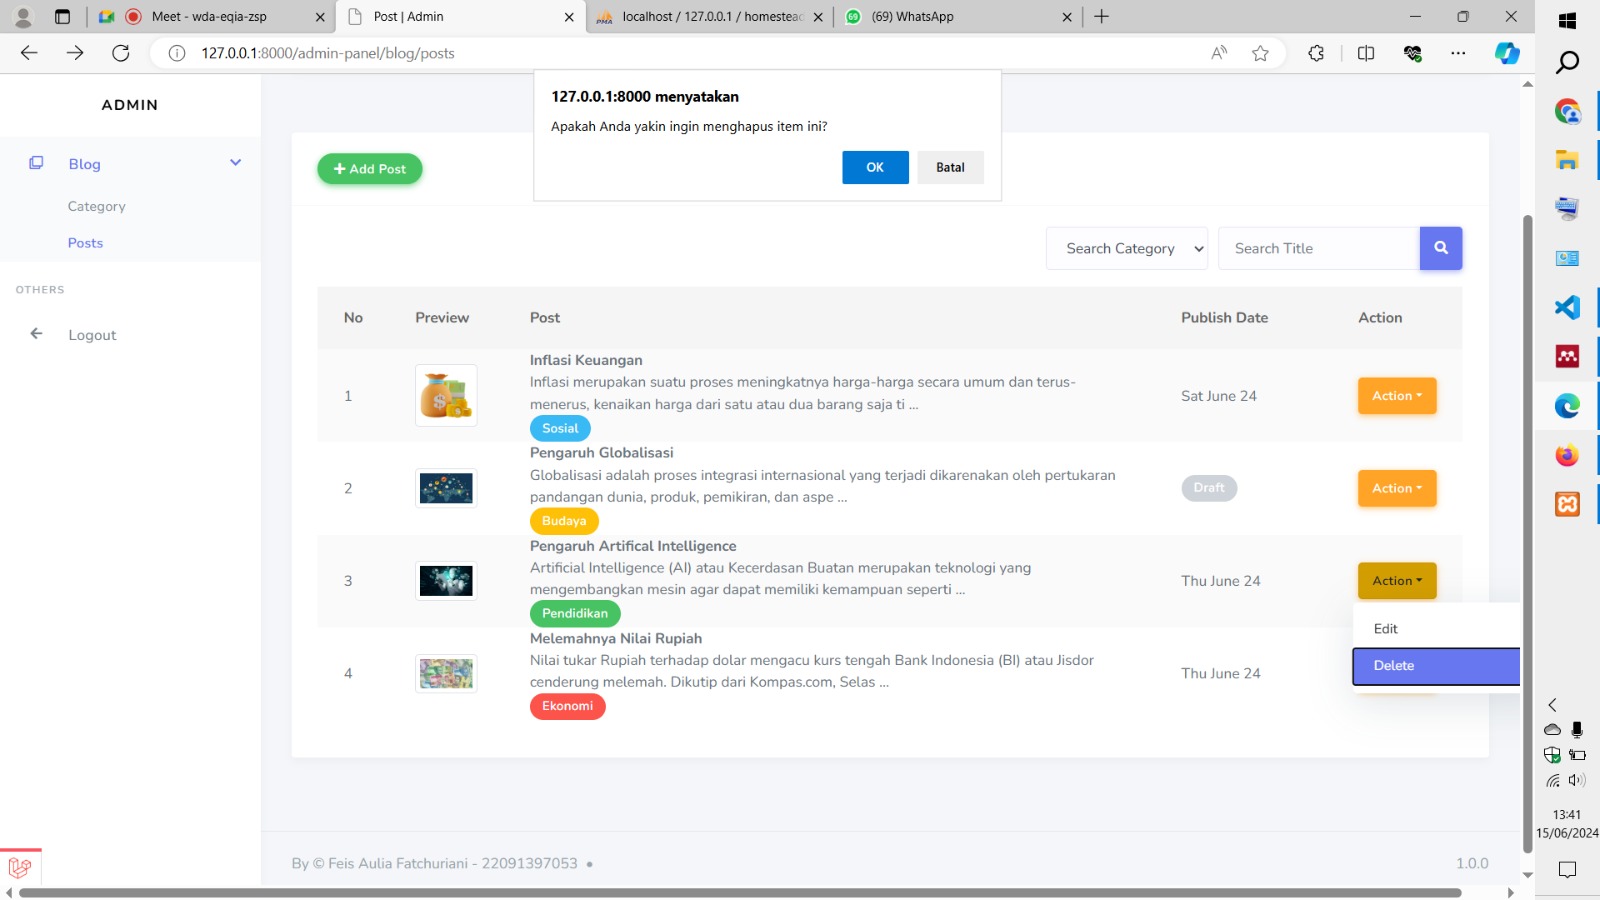 Meet - wda-eqia-zsp
Post | Admin
localhost / 127.0.0.1 / homestead
(69) WhatsApp
127.0.0.1:8000/admin-panel/blog/posts
127.0.0.1:8000 menyatakan
Apakah Anda yakin ingin menghapus item ini?
OK
Batal
ADMIN
Blog
Category
Posts
OTHERS
Logout
Add Post
Search Category
Search Title
No Preview Post Publish Date Action
Inflasi Keuangan
Inflasi merupakan suatu proses meningkatnya harga-harga secara umum dan terus-
1 menerus, kenaikan harga dari satu atau dua barang saja ti ... Sat June 24 Action
Sosial
Pengaruh Globalisasi
Globalisasi adalah proses integrasi internasional yang terjadi dikarenakan oleh pertukaran
2 pandangan dunia, produk, pemikiran, dan aspe ... Draft Action
Budaya
Pengaruh Artifical Intelligence
Artificial Intelligence (AI) atau Kecerdasan Buatan merupakan teknologi yang
3 mengembangkan mesin agar dapat memiliki kemampuan seperti ... Thu June 24 Action
Pendidikan
Edit
Delete
Melemahnya Nilai Rupiah
Nilai tukar Rupiah terhadap dolar mengacu kurs tengah Bank Indonesia (BI) atau Jisdor
4 cenderung melemah. Dikutip dari Kompas.com, Selas ... Thu June 24
Ekonomi
By © Feis Aulia Fatchuriani - 22091397053 •
1.0.0
13:41
15/06/2024